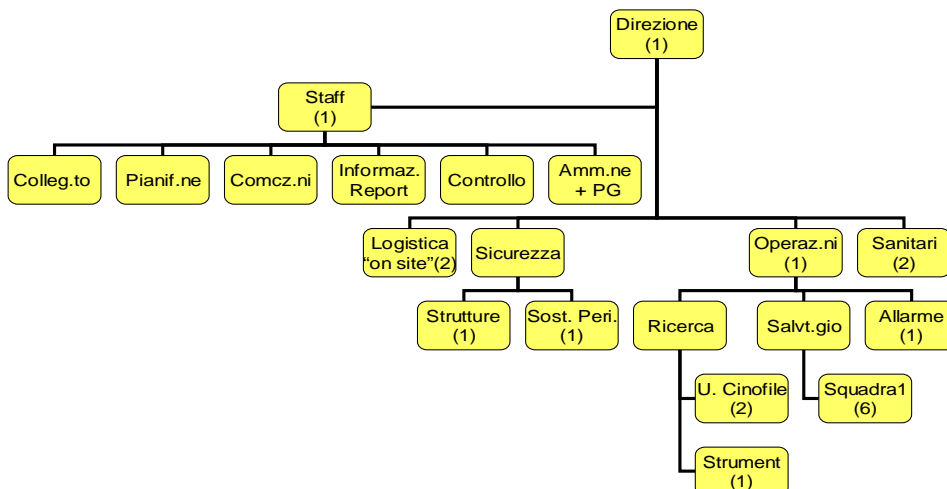 Direzione
(1)
Staff
(1)
Colleg.to
Pianif.ne
Comcz.ni
Informaz.
Report
Controllo
Amm.ne
+ PG
Logistica
“on site”(2)
Sicurezza
Operaz.ni
(1)
Sanitari
(2)
Strutture
(1)
Sost. Peri.
(1)
Ricerca
Salvt.gio
Allarme
(1)
U. Cinofile
(2)
Squadra1
(6)
Strument
(1)